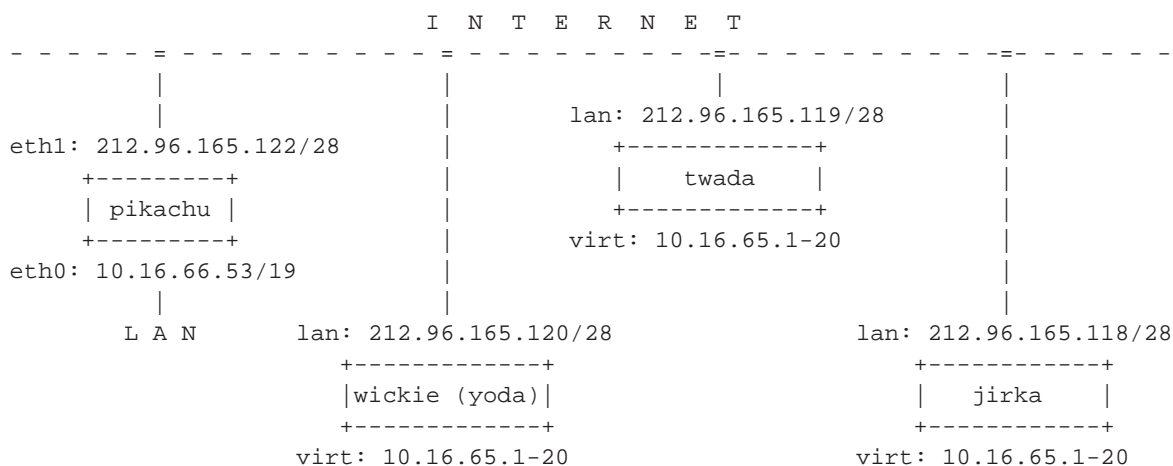 I N T E R N E T
- - - - - = - - - - - - - - - - = - - - - - - - - - -=- - - - - - - - - - -=- - - - - -
| | | |
| | lan: 212.96.165.119/28 |
eth1: 212.96.165.122/28 | +-------------+ |
+---------+ | | twada | |
| pikachu | | +-------------+ |
+---------+ | virt: 10.16.65.1-20 |
eth0: 10.16.66.53/19 | |
| | |
L A N lan: 212.96.165.120/28 lan: 212.96.165.118/28
+-------------+ +------------+
|wickie (yoda)| | jirka |
+-------------+ +------------+
virt: 10.16.65.1-20 virt: 10.16.65.1-20